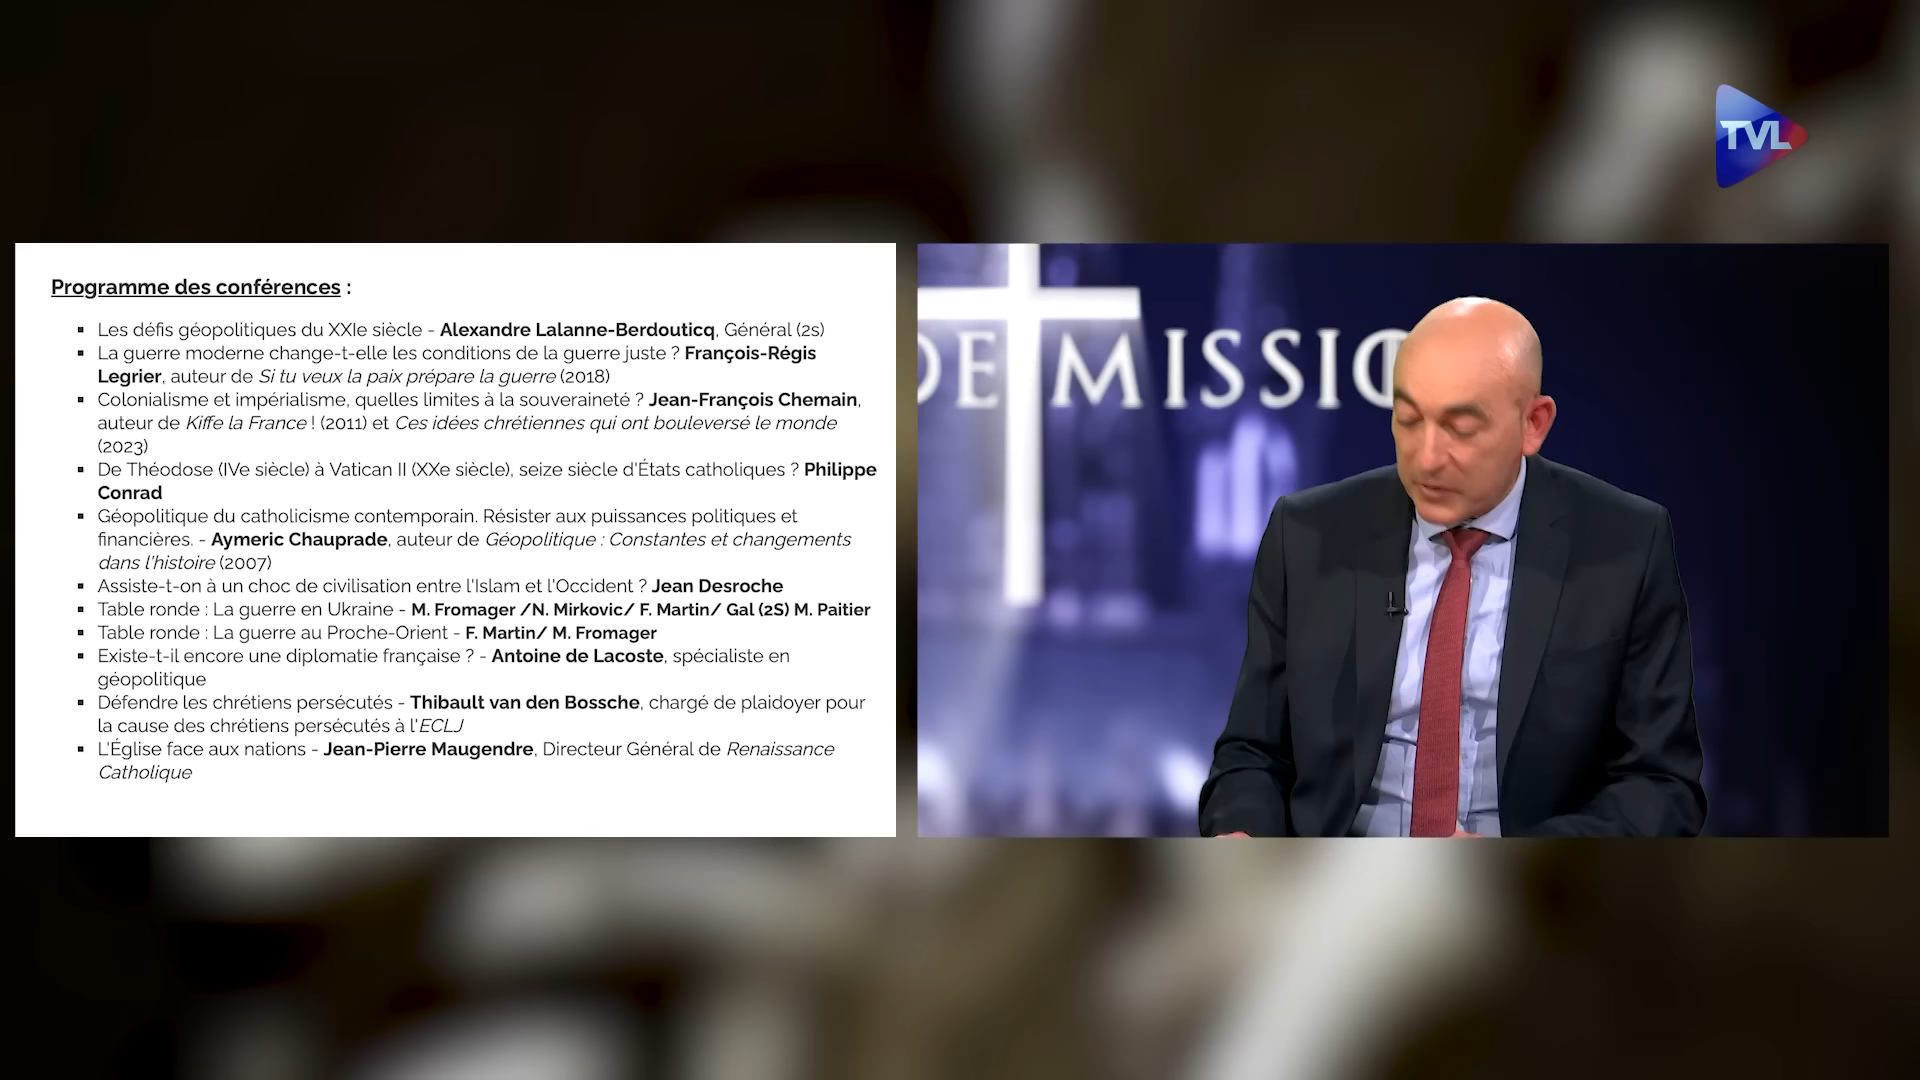 TVL
Programme des conférences :
▪ Les défis géopolitiques du XXIe siècle - Alexandre Lalanne-Berdouticq, Général (2s)
▪ La guerre moderne change-t-elle les conditions de la guerre juste ? François-Régis
Legrier, auteur de Si tu veux la paix prépare la guerre (2018)
▪ Colonialisme et impérialisme, quelles limites à la souveraineté ? Jean-François Chemain,
auteur de Kiffe la France ! (2011) et Ces idées chrétiennes qui ont bouleversé le monde
(2023)
▪ De Théodose (IVe siècle) à Vatican II (XXe siècle), seize siècle d'États catholiques ? Philippe
Conrad
▪ Géopolitique du catholicisme contemporain. Résister aux puissances politiques et
financières. - Aymeric Chauprade, auteur de Géopolitique : Constantes et changements
dans l'histoire (2007)
▪ Assiste-t-on à un choc de civilisation entre l'Islam et l'Occident ? Jean Desroche
▪ Table ronde : La guerre en Ukraine - M. Fromager /N. Mirkovic/ F. Martin/ Gal (2S) M. Paitier
▪ Table ronde : La guerre au Proche-Orient - F. Martin/ M. Fromager
▪ Existe-t-il encore une diplomatie française ? - Antoine de Lacoste, spécialiste en
géopolitique
▪ Défendre les chrétiens persécutés - Thibault van den Bossche, chargé de plaidoyer pour
la cause des chrétiens persécutés à l'ECLJ
▪ L'Église face aux nations - Jean-Pierre Maugendre, Directeur Général de Renaissance
Catholique
DE MISSIO